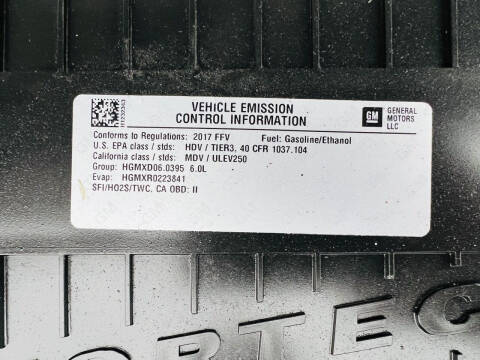 VEHICLE EMISSION
CONTROL INFORMATION
GM
GENERAL
MOTORS
LLC
Conforms to Regulations: 2017 FFV Fuel: Gasoline/Ethanol
U.S. EPA class / stds: HDV / TIER3, 40 CFR 1037.104
California class / stds: MDV / ULEV250
Group: HGMXD06.0395 6.0L
Evap: HGMXR0223841
SFI/HO2S/TWC, CA OBD: II
ORTEC